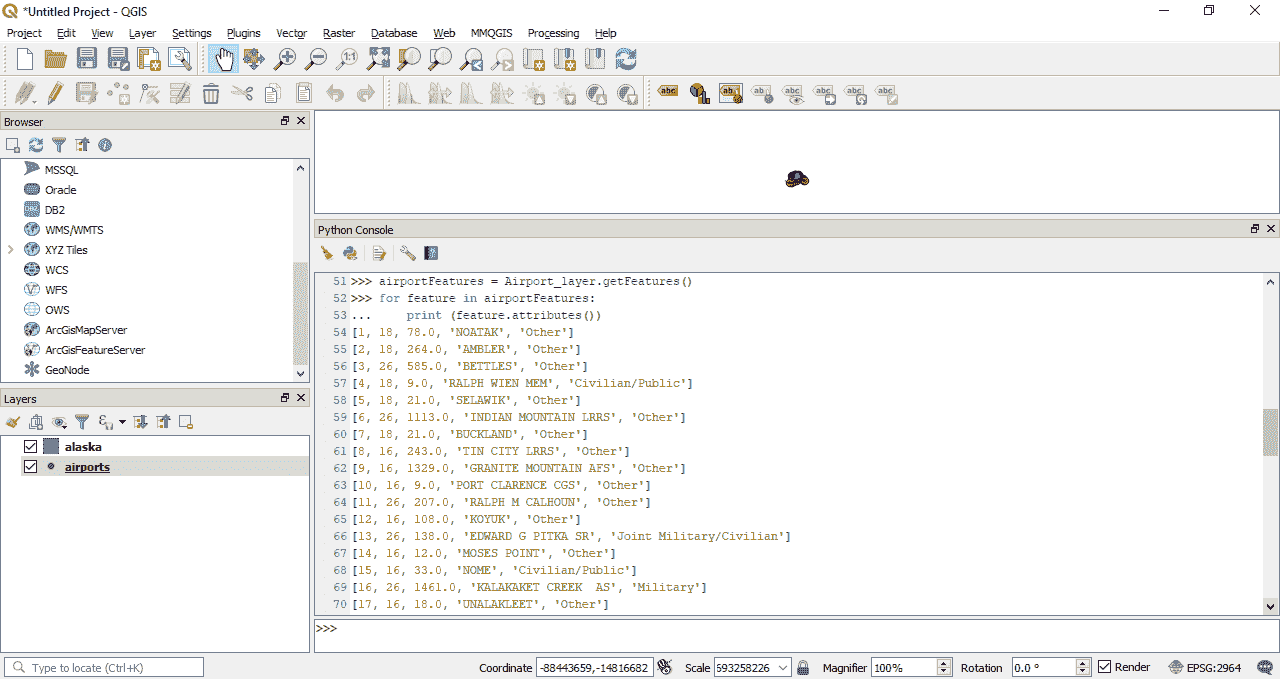 *Untitled Project - QGIS
Project Edit View Layer Settings Plugins Vector Raster Database Web MMQGIS Processing Help
1:1
abc abc abc abc abc abc abc
Browser
MSSQL
Oracle
DB2
WMS/WMTS
XYZ Tiles
WCS
WFS
OWS
ArcGisMapServer
ArcGisFeatureServer
GeoNode
Layers
alaska
airports
Python Console
51 >>> airportFeatures = Airport_layer.getFeatures()
52 >>> for feature in airportFeatures:
53 ... print (feature.attributes())
54 [1, 18, 78.0, 'NOATAK', 'Other']
55 [2, 18, 264.0, 'AMBLER', 'Other']
56 [3, 26, 585.0, 'BETTLES', 'Other']
57 [4, 18, 9.0, 'RALPH WIEN MEM', 'Civilian/Public']
58 [5, 18, 21.0, 'SELAWIK', 'Other']
59 [6, 26, 1113.0, 'INDIAN MOUNTAIN LRRS', 'Other']
60 [7, 18, 21.0, 'BUCKLAND', 'Other']
61 [8, 16, 243.0, 'TIN CITY LRRS', 'Other']
62 [9, 16, 1329.0, 'GRANITE MOUNTAIN AFS', 'Other']
63 [10, 16, 9.0, 'PORT CLARENCE CGS', 'Other']
64 [11, 26, 207.0, 'RALPH M CALHOUN', 'Other']
65 [12, 16, 108.0, 'KOYUK', 'Other']
66 [13, 26, 138.0, 'EDWARD G PITKA SR', 'Joint Military/Civilian']
67 [14, 16, 12.0, 'MOSES POINT', 'Other']
68 [15, 16, 33.0, 'NOME', 'Civilian/Public']
69 [16, 26, 1461.0, 'KALAKAKET CREEK  AS', 'Military']
70 [17, 16, 18.0, 'UNALAKLEET', 'Other']
>>>
Type to locate (Ctrl+K) Coordinate -88443659,-14816682 Scale 593258226 Magnifier 100% Rotation 0.0 ° Render EPSG:2964